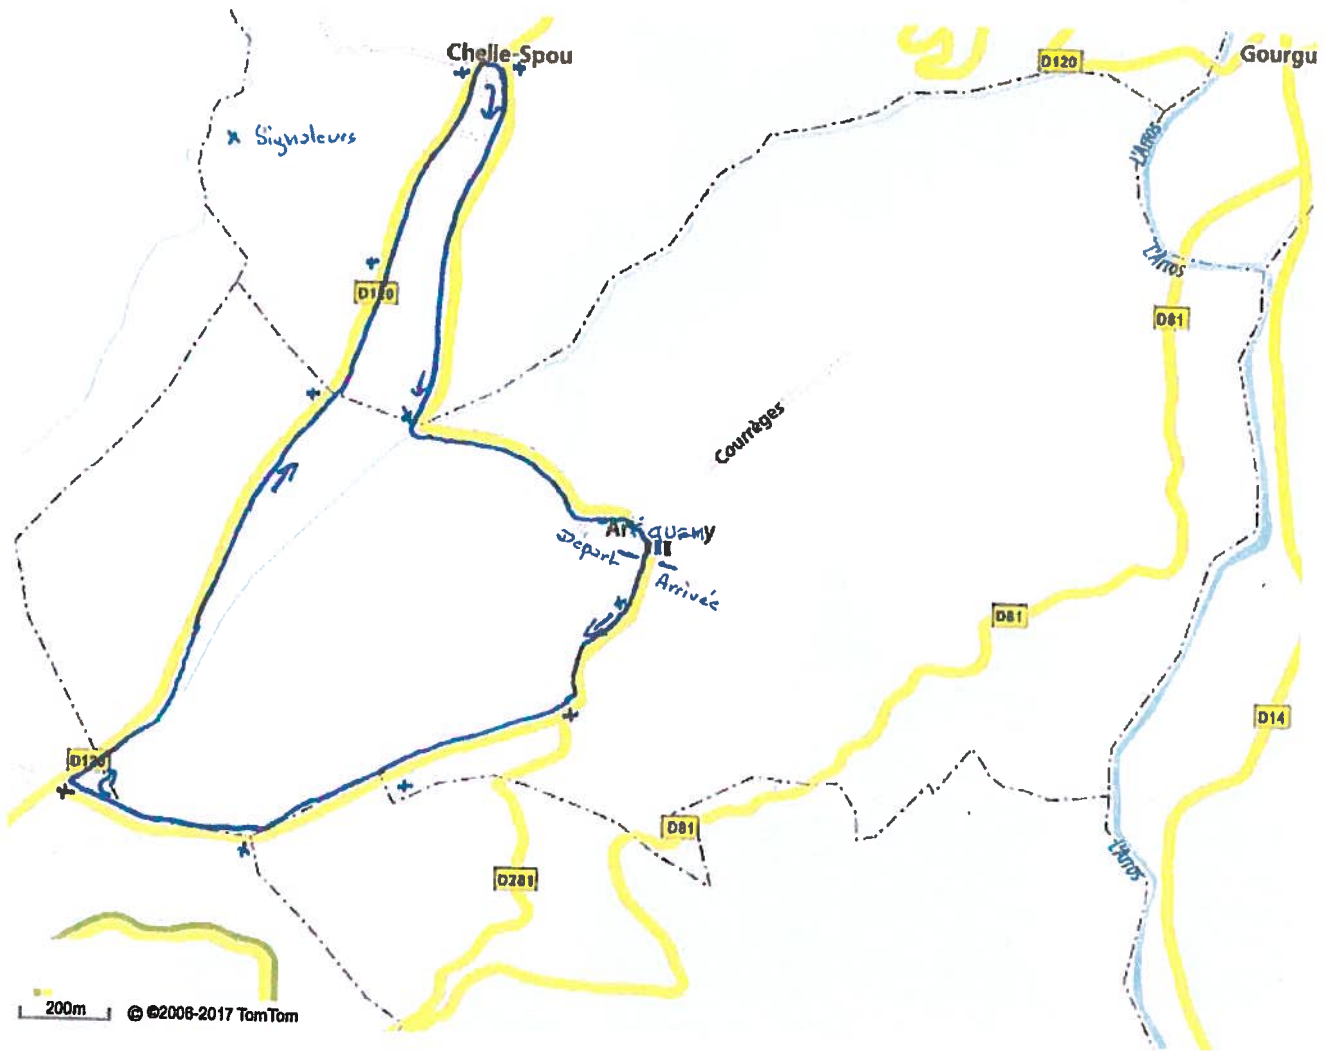 Chelle-Spou
D120
Gourgu
Signaleurs
L'Arros
L'Arros
D120
D81
Courrèges
Départ
Arrivée
D81
D14
D120
D81
L'Arros
D281
200m
© ©2006-2017 TomTom